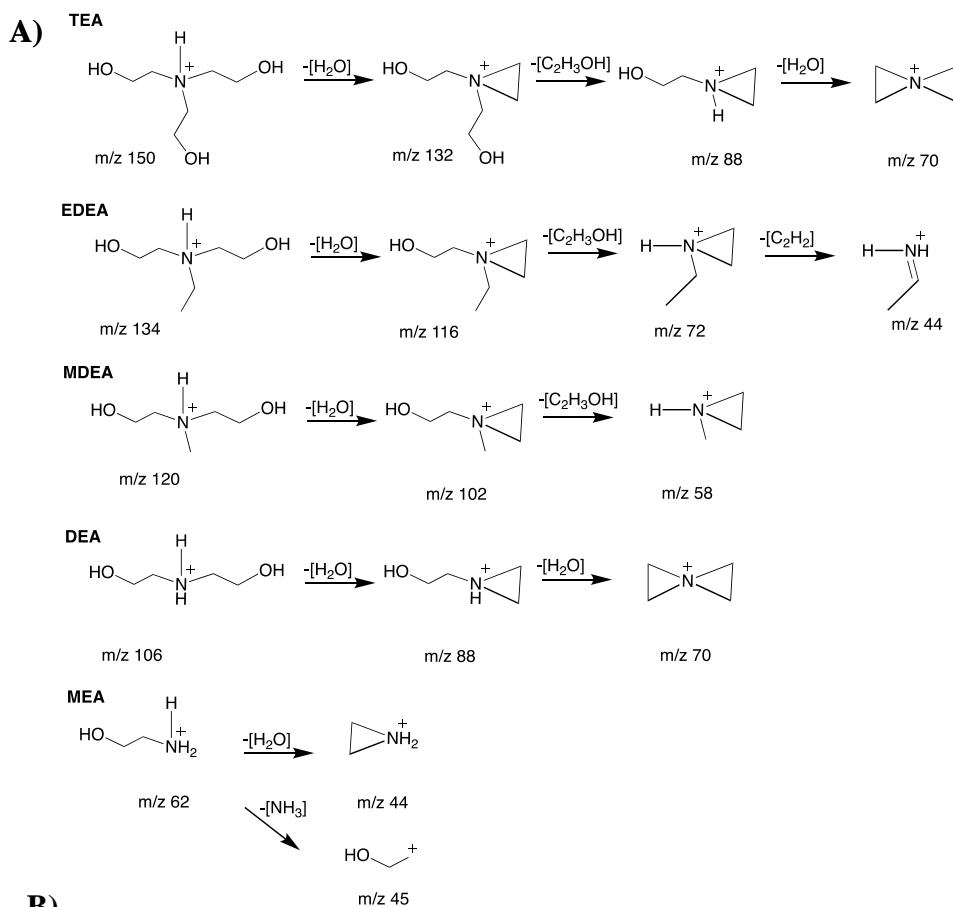 A)
TEA
H
HO N + OH
OH
m/z 150
-[H2O]
HO N +
OH
m/z 132
-[C2H3OH]
HO N +
H
m/z 88
-[H2O]
N +
m/z 70
EDEA
H
HO N + OH
m/z 134
-[H2O]
HO N +
m/z 116
-[C2H3OH]
H N +
m/z 72
-[C2H2]
H NH +
m/z 44
MDEA
H
HO N + OH
m/z 120
-[H2O]
HO N +
m/z 102
-[C2H3OH]
H N +
m/z 58
DEA
H
HO N + OH
H
m/z 106
-[H2O]
HO N +
H
m/z 88
-[H2O]
N +
m/z 70
MEA
H
HO NH2 +
m/z 62
-[H2O]
NH2 +
m/z 44
-[NH3]
HO +
m/z 45
B)